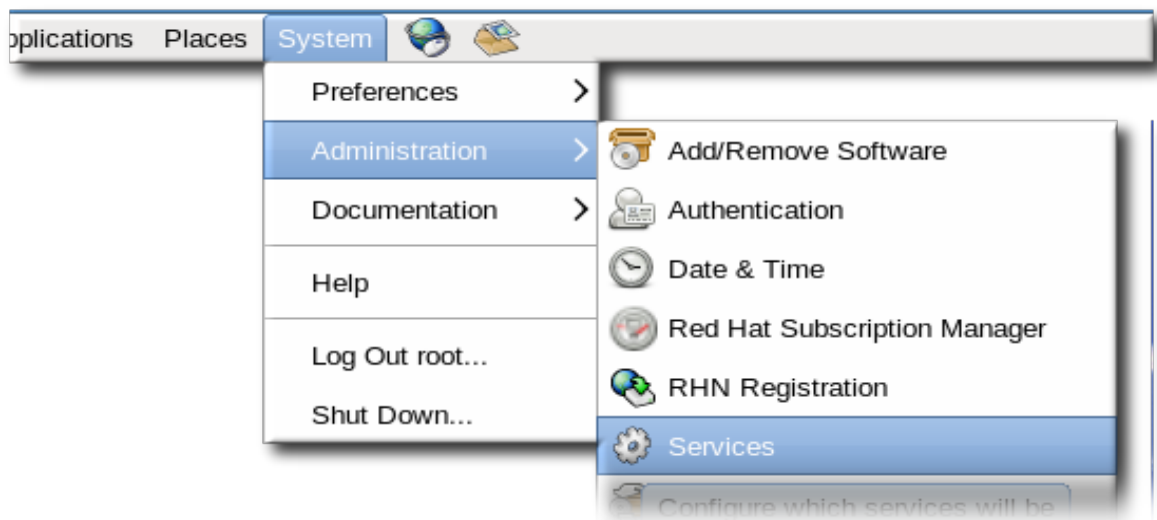 pplications Places System
Preferences
Administration
Documentation
Help
Log Out root...
Shut Down...
Add/Remove Software
Authentication
Date & Time
Red Hat Subscription Manager
RHN Registration
Services
Configure which services will be